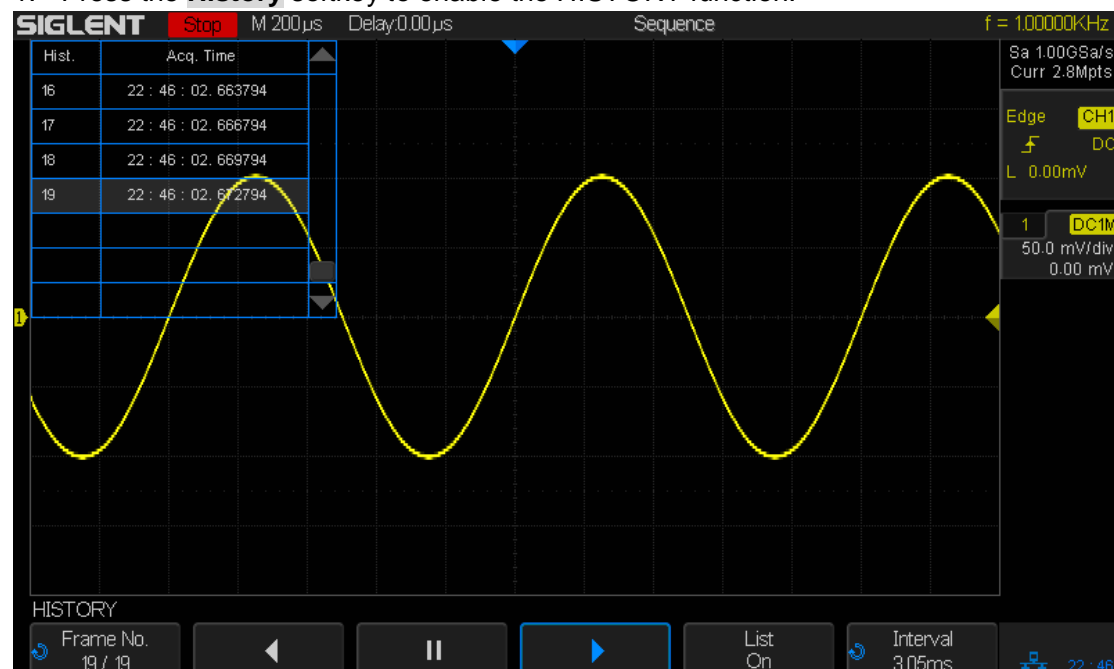 SIGLENT Stop M 200µs Delay:0.00µs Sequence f = 1.00000KHz
Hist. Acq. Time
16 22 : 46 : 02. 663794
17 22 : 46 : 02. 666794
18 22 : 46 : 02. 669794
19 22 : 46 : 02. 672794
Sa 1.00GSa/s
Curr 2.8Mpts
Edge CH1
DC
L 0.00mV
1 DC1M
50.0 mV/div
0.00 mV
1
HISTORY
Frame No.
19 / 19
List
On
Interval
3.05ms
22 : 46